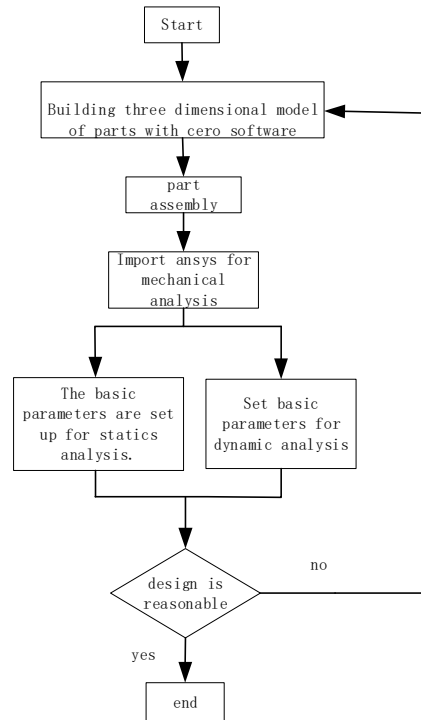 Start
Building three dimensional model
of parts with cero software
part
assembly
Import ansys for
mechanical
analysis
The basic
parameters are set
up for statics
analysis.
Set basic
parameters for
dynamic analysis
design is
reasonable
no
yes
end